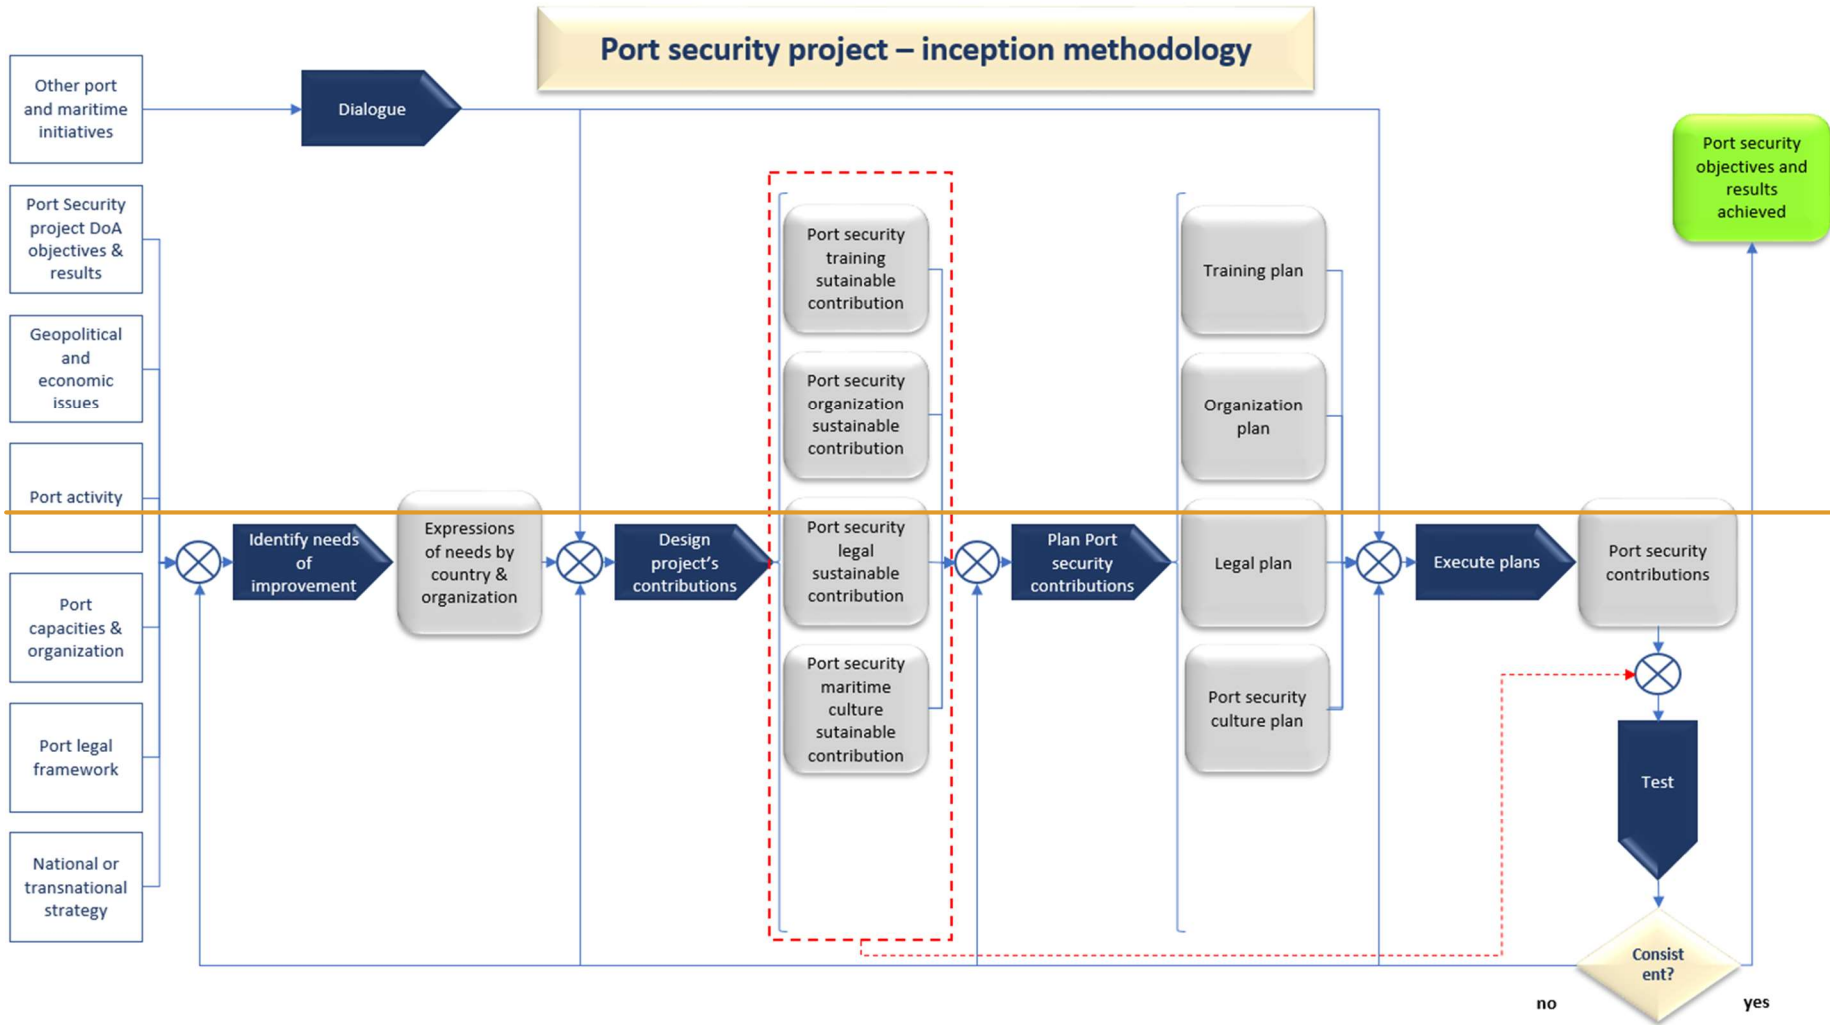 Port security project – inception methodology
Other port
and maritime
initiatives
Dialogue
Port Security
project DoA
objectives &
results
Geopolitical
and
economic
issues
Port activity
Port
capacities &
organization
Port legal
framework
National or
transnational
strategy
Identify needs
of
improvement
Expressions
of needs by
country &
organization
Design
project's
contributions
Port security
training
sutainable
contribution
Port security
organization
sustainable
contribution
Port security
legal
sustainable
contribution
Port security
maritime
culture
sutainable
contribution
Plan Port
security
contributions
Training plan
Organization
plan
Legal plan
Port security
culture plan
Execute plans
Port security
contributions
Test
Consist
ent?
no
yes
Port security
objectives and
results
achieved